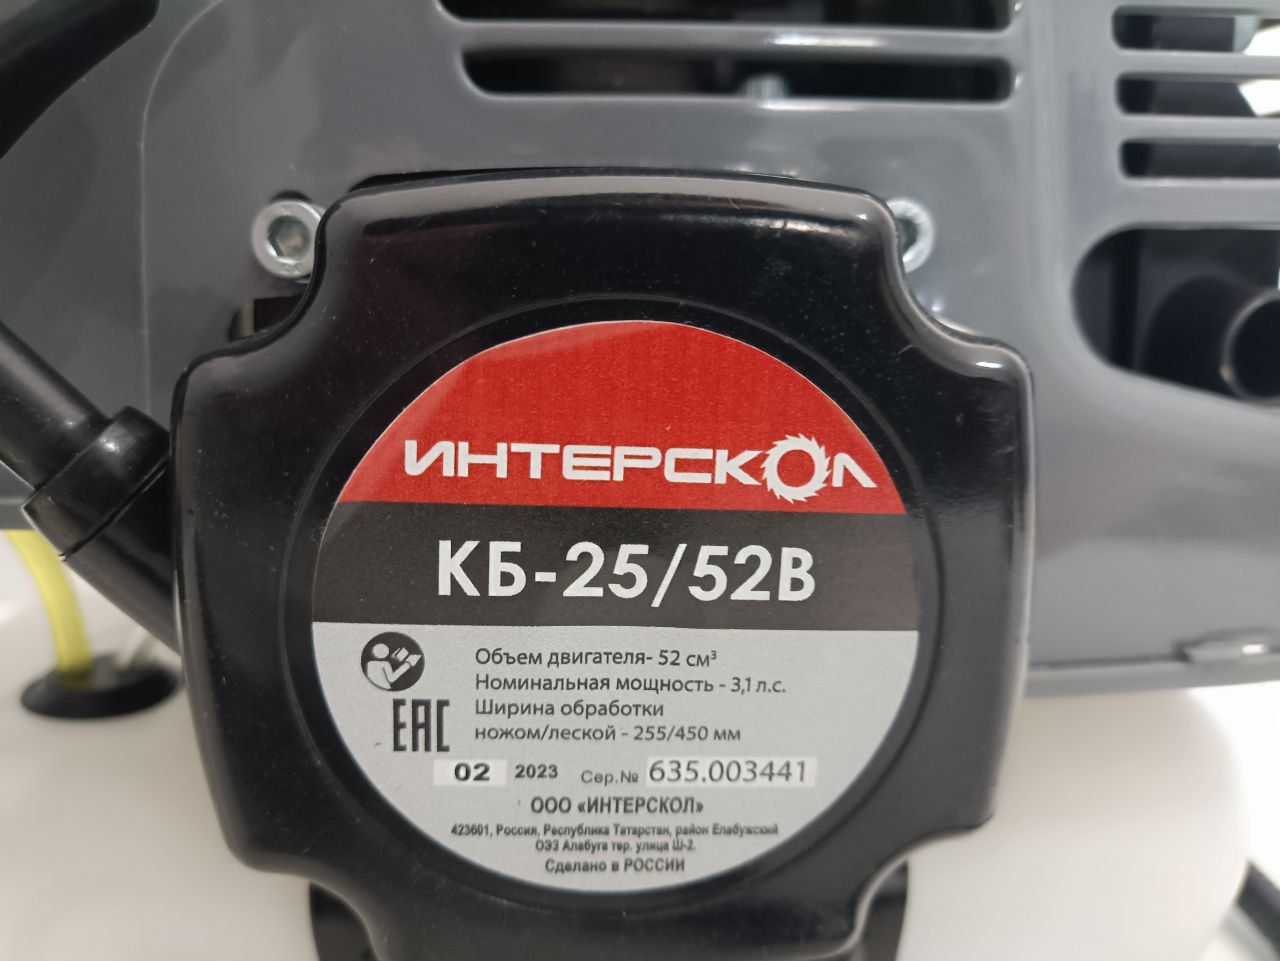 ИНТЕРСКОЛ
КБ-25/52В
Объем двигателя- 52 см³
Номинальная мощность - 3,1 л.с.
Ширина обработки
ножом/леской - 255/450 мм
ЕАС
02 2023 Сер.№ 635.003441
ООО «ИНТЕРСКОЛ»
423601, Россия, Республика Татарстан, район Елабужский
ОЭЗ Алабуга тер. улица Ш-2.
Сделано в РОССИИ